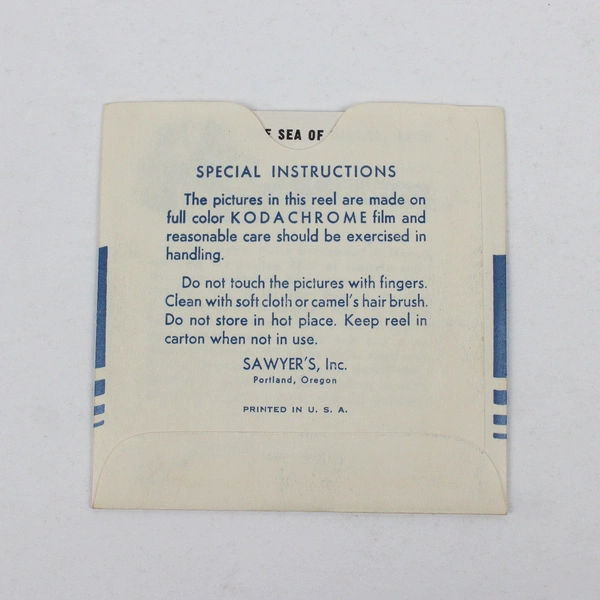 SEA OF
SPECIAL INSTRUCTIONS
The pictures in this reel are made on
full color KODACHROME film and
reasonable care should be exercised in
handling.
Do not touch the pictures with fingers.
Clean with soft cloth or camel's hair brush.
Do not store in hot place. Keep reel in
carton when not in use.
SAWYER'S, Inc.
Portland, Oregon
PRINTED IN U. S. A.